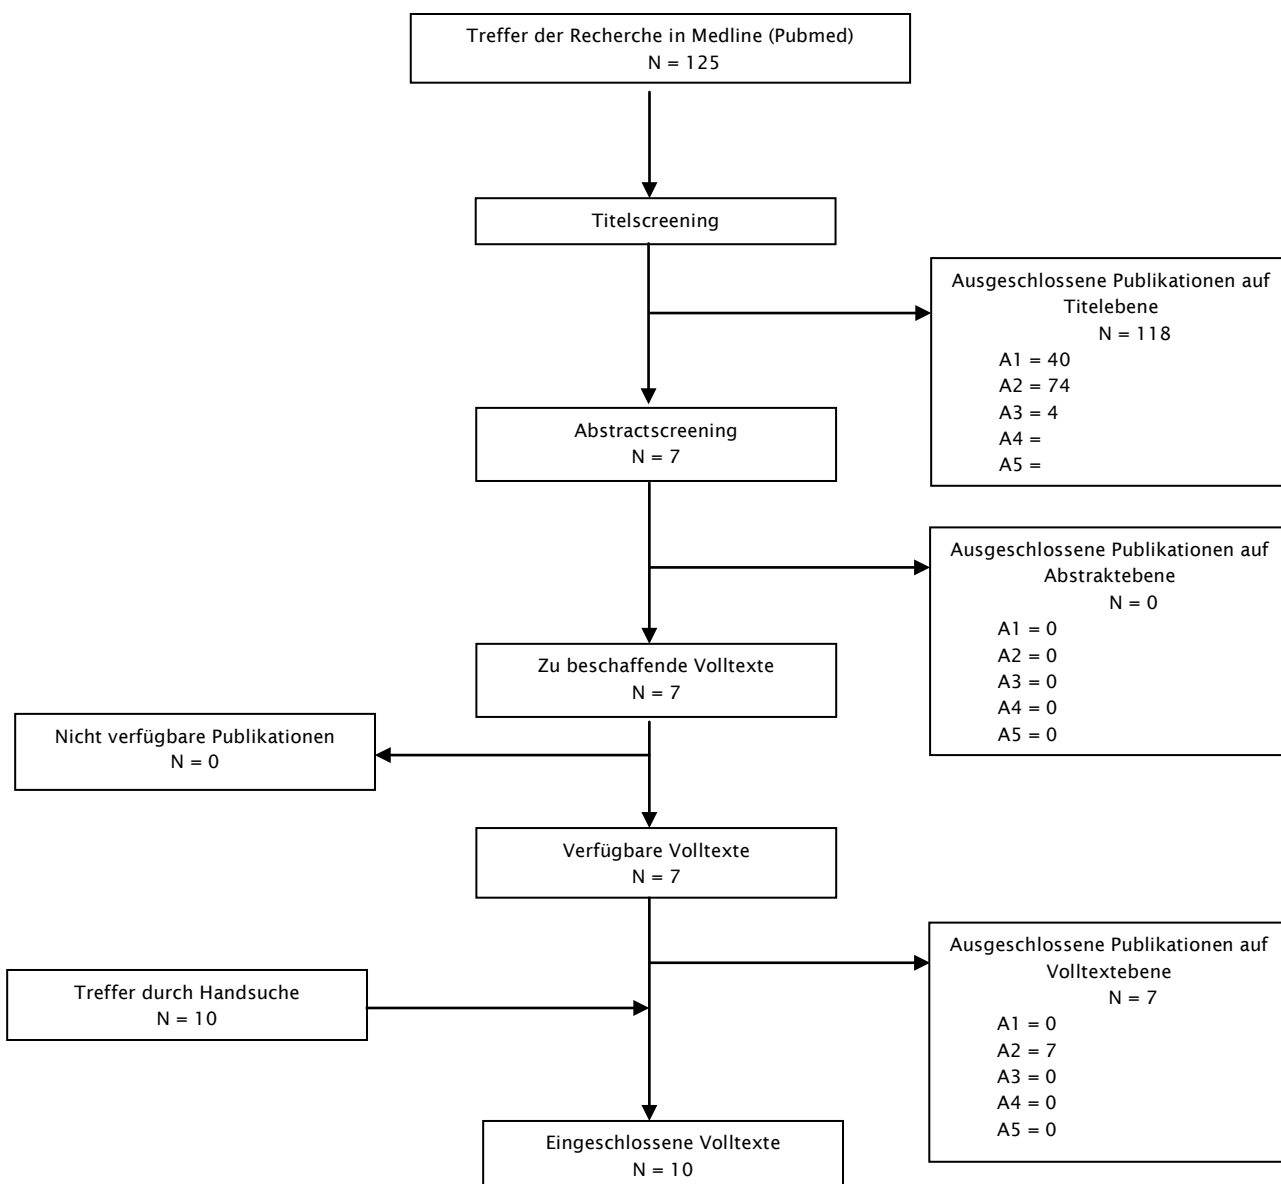 Treffer der Recherche in Medline (Pubmed)
N = 125
Titelscreening
Ausgeschlossene Publikationen auf
Titelebene
N = 118
A1 = 40
A2 = 74
A3 = 4
A4 =
A5 =
Abstractscreening
N = 7
Ausgeschlossene Publikationen auf
Abstraktebene
N = 0
A1 = 0
A2 = 0
A3 = 0
A4 = 0
A5 = 0
Zu beschaffende Volltexte
N = 7
Nicht verfügbare Publikationen
N = 0
Verfügbare Volltexte
N = 7
Ausgeschlossene Publikationen auf
Volltextebene
N = 7
A1 = 0
A2 = 7
A3 = 0
A4 = 0
A5 = 0
Treffer durch Handsuche
N = 10
Eingeschlossene Volltexte
N = 10